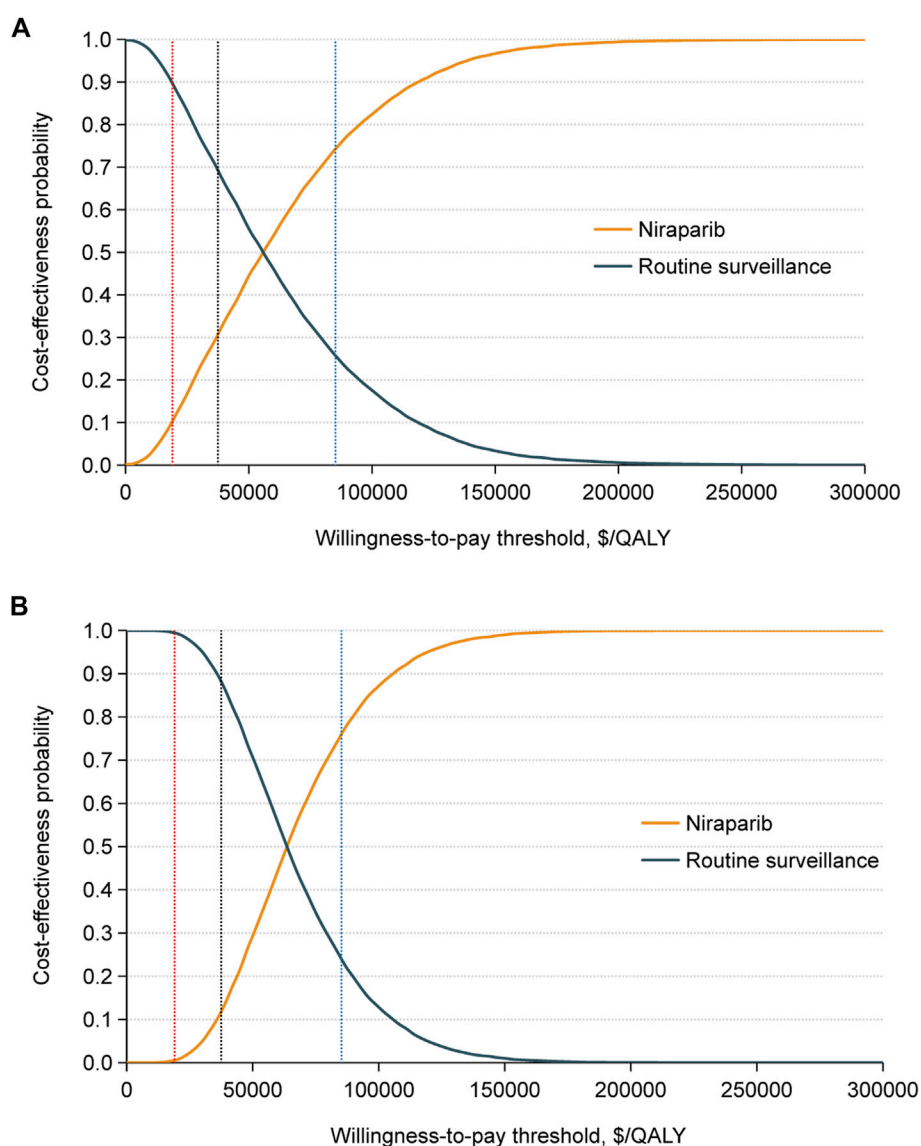 A
1.0
0.9
0.8
0.7
0.6
0.5
0.4
0.3
0.2
0.1
0.0
Cost-effectiveness probability
Niraparib
Routine surveillance
0 50000 100000 150000 200000 250000 300000
Willingness-to-pay threshold, $/QALY
B
1.0
0.9
0.8
0.7
0.6
0.5
0.4
0.3
0.2
0.1
0.0
Cost-effectiveness probability
Niraparib
Routine surveillance
0 50000 100000 150000 200000 250000 300000
Willingness-to-pay threshold, $/QALY